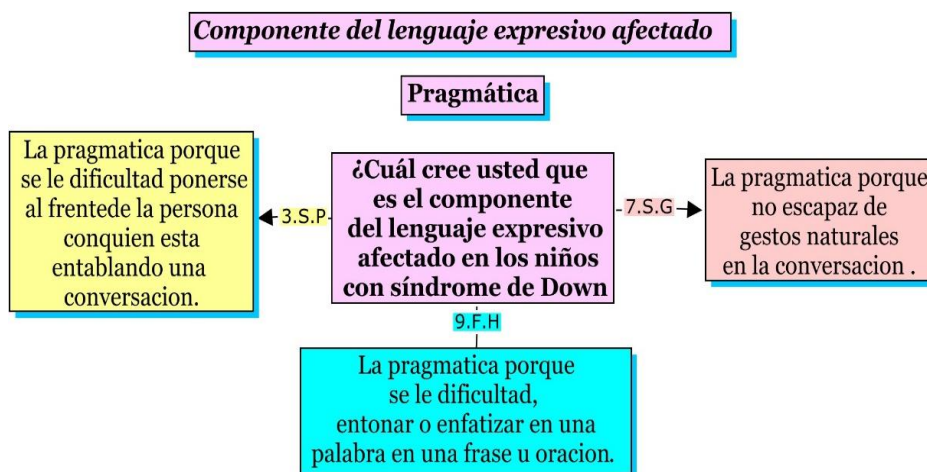 Componente del lenguaje expresivo afectado
Pragmática
La pragmatica porque
se le dificultad ponerse
al frentede la persona
conquien esta
entablando una
conversacion.
3.S.P
¿Cuál cree usted que
es el componente
del lenguaje expresivo
afectado en los niños
con síndrome de Down
7.S.G
La pragmatica porque
no escapaz de
gestos naturales
en la conversacion .
9.F.H
La pragmatica porque
se le dificultad,
entonar o enfatizar en una
palabra en una frase u oracion.